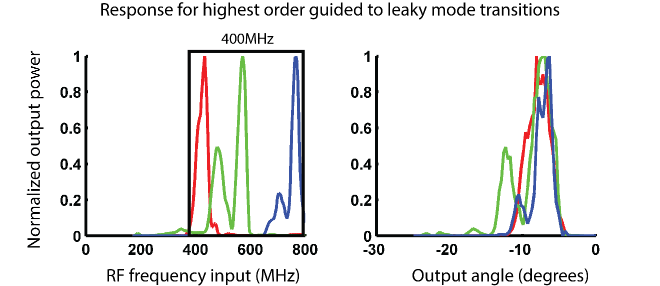 Response for highest order guided to leaky mode transitions
400MHz
Normalized output power
1
0.8
0.6
0.4
0.2
0
0 200 400 600 800
RF frequency input (MHz)
1
0.8
0.6
0.4
0.2
0
-30 -20 -10 0
Output angle (degrees)